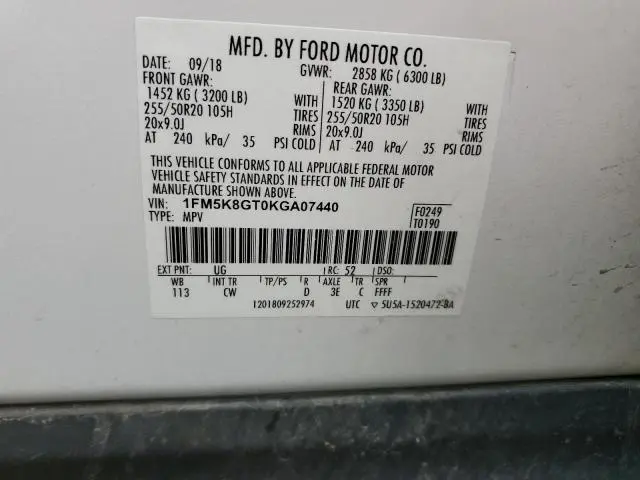 MFD. BY FORD MOTOR CO.
DATE: 09/18 GVWR: 2858 KG ( 6300 LB)
FRONT GAWR: REAR GAWR:
1452 KG ( 3200 LB) WITH 1520 KG ( 3350 LB) WITH
255/50R20 105H TIRES 255/50R20 105H TIRES
20x9.0J RIMS 20x9.0J RIMS
AT 240 kPa/ 35 PSI COLD AT 240 kPa/ 35 PSI COLD
THIS VEHICLE CONFORMS TO ALL APPLICABLE FEDERAL MOTOR
VEHICLE SAFETY STANDARDS IN EFFECT ON THE DATE OF
MANUFACTURE SHOWN ABOVE.
VIN: 1FM5K8GT0KGA07440 F0249
TYPE: MPV T0190
EXT PNT: UG RC: 52 DSO:
WB INT TR TP/PS R AXLE TR SPR
113 CW D 3E C FFFF
1201809252974 UTC ▽ 5U5A-1520472-BA